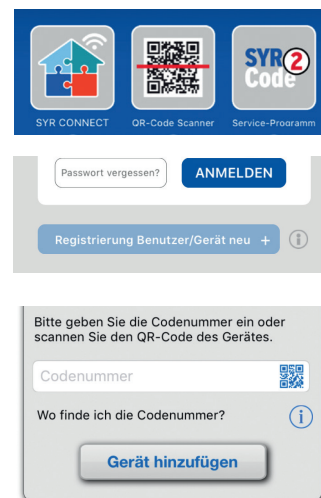 SYR 2
Code
SYR CONNECT
QR-Code Scanner
Service-Programm
Passwort vergessen?
ANMELDEN
Registrierung Benutzer/Gerät neu +
Bitte geben Sie die Codenummer ein oder
scannen Sie den QR-Code des Gerätes.
Codenummer
Wo finde ich die Codenummer?
Gerät hinzufügen